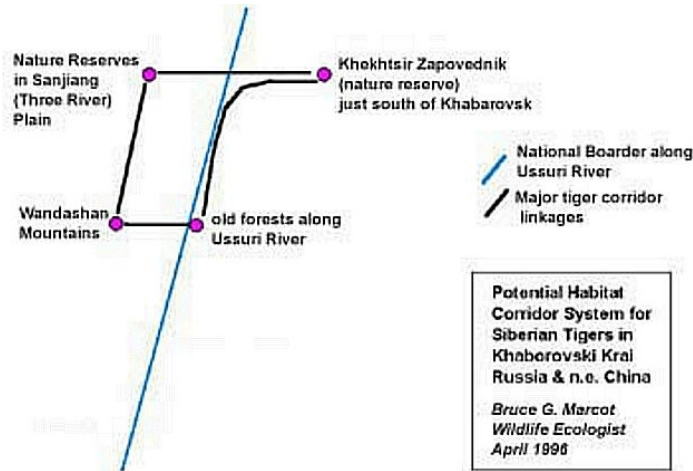 Nature Reserves
in Sanjiang
(Three River)
Plain
Khekhtsir Zapovednik
(nature reserve)
just south of Khabarovsk
National Boarder along
Ussuri River
Major tiger corridor
linkages
Wandashan
Mountains
old forests along
Ussuri River
Potential Habitat
Corridor System for
Siberian Tigers in
Khaborovski Krai
Russia & n.e. China
Bruce G. Marcot
Wildlife Ecologist
April 1996